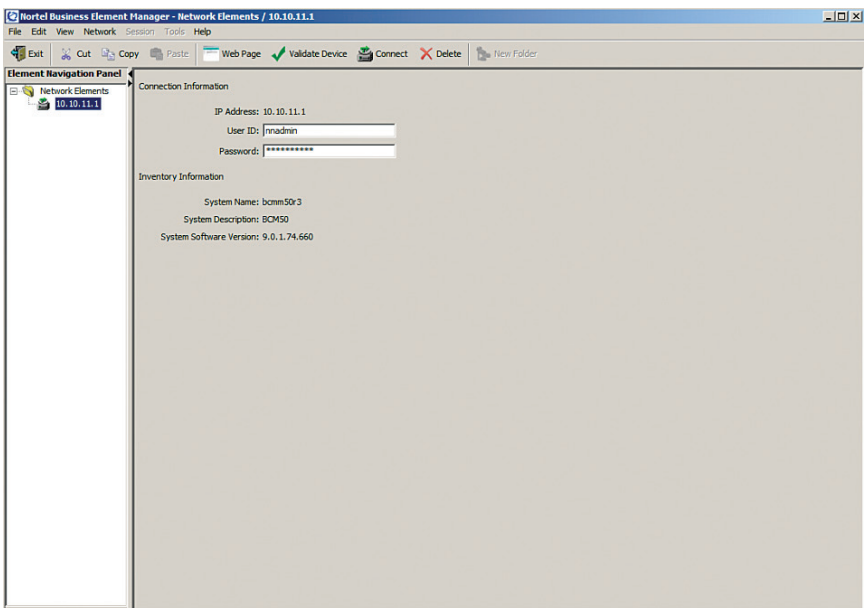 Nortel Business Element Manager - Network Elements / 10.10.11.1
File Edit View Network Session Tools Help
Exit Cut Copy Paste Web Page Validate Device Connect Delete New Folder
Element Navigation Panel
Network Elements
10.10.11.1
Connection Information
IP Address: 10.10.11.1
User ID: nnadmin
Password: **********
Inventory Information
System Name: bcmm50r3
System Description: BCM50
System Software Version: 9.0.1.74.660